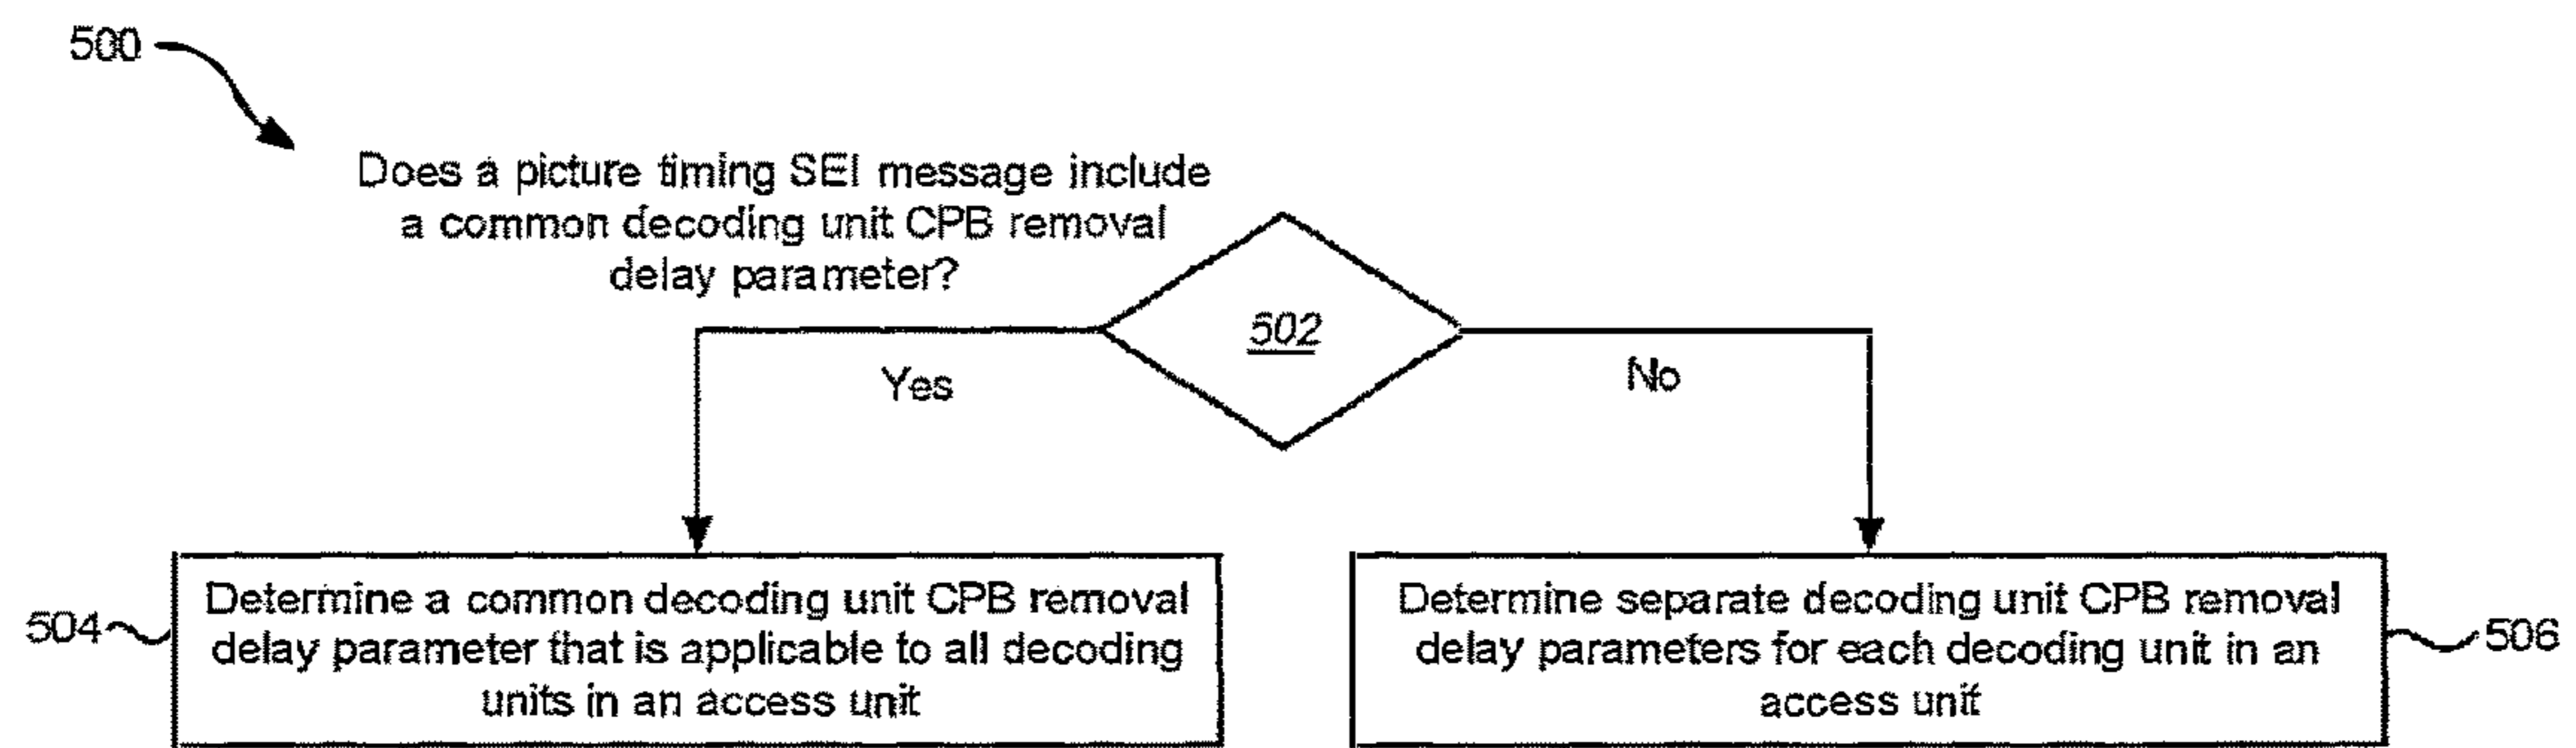 500
Does a picture timing SEI message include
a common decoding unit CPB removal
delay parameter?
502
Yes
No
504
Determine a common decoding unit CPB removal
delay parameter that is applicable to all decoding
units in an access unit
Determine separate decoding unit CPB removal
delay parameters for each decoding unit in an
access unit
506